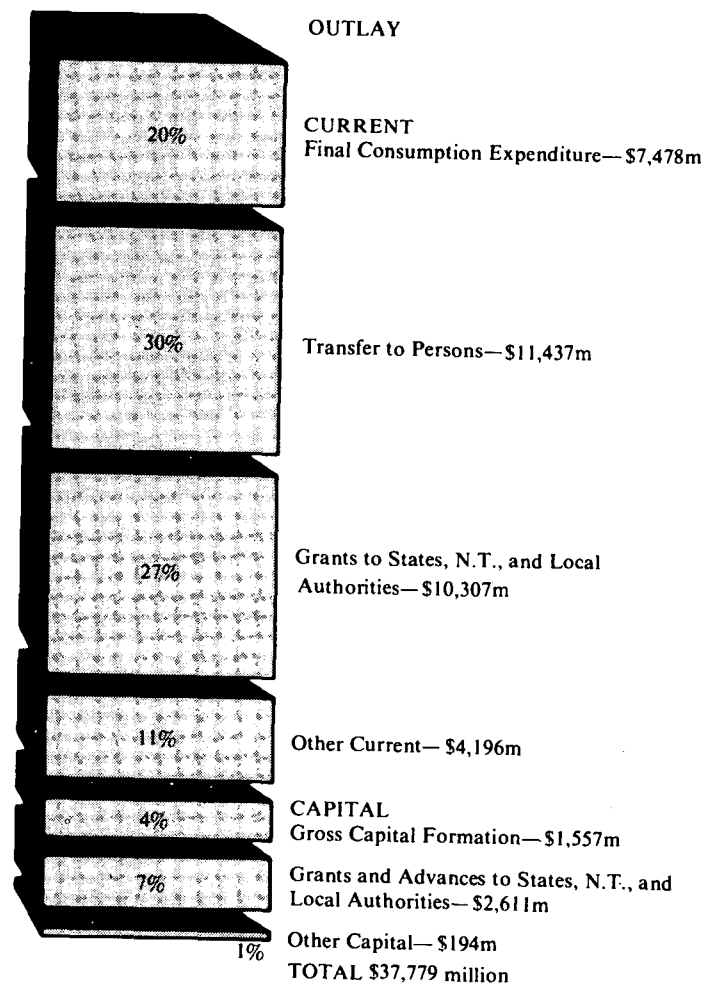 OUTLAY
20%
CURRENT
Final Consumption Expenditure—$7,478m
30%
Transfer to Persons—$11,437m
27%
Grants to States, N.T., and Local
Authorities—$10,307m
11%
Other Current—$4,196m
4%
CAPITAL
Gross Capital Formation—$1,557m
7%
Grants and Advances to States, N.T., and
Local Authorities—$2,611m
1%
Other Capital—$194m
TOTAL $37,779 million